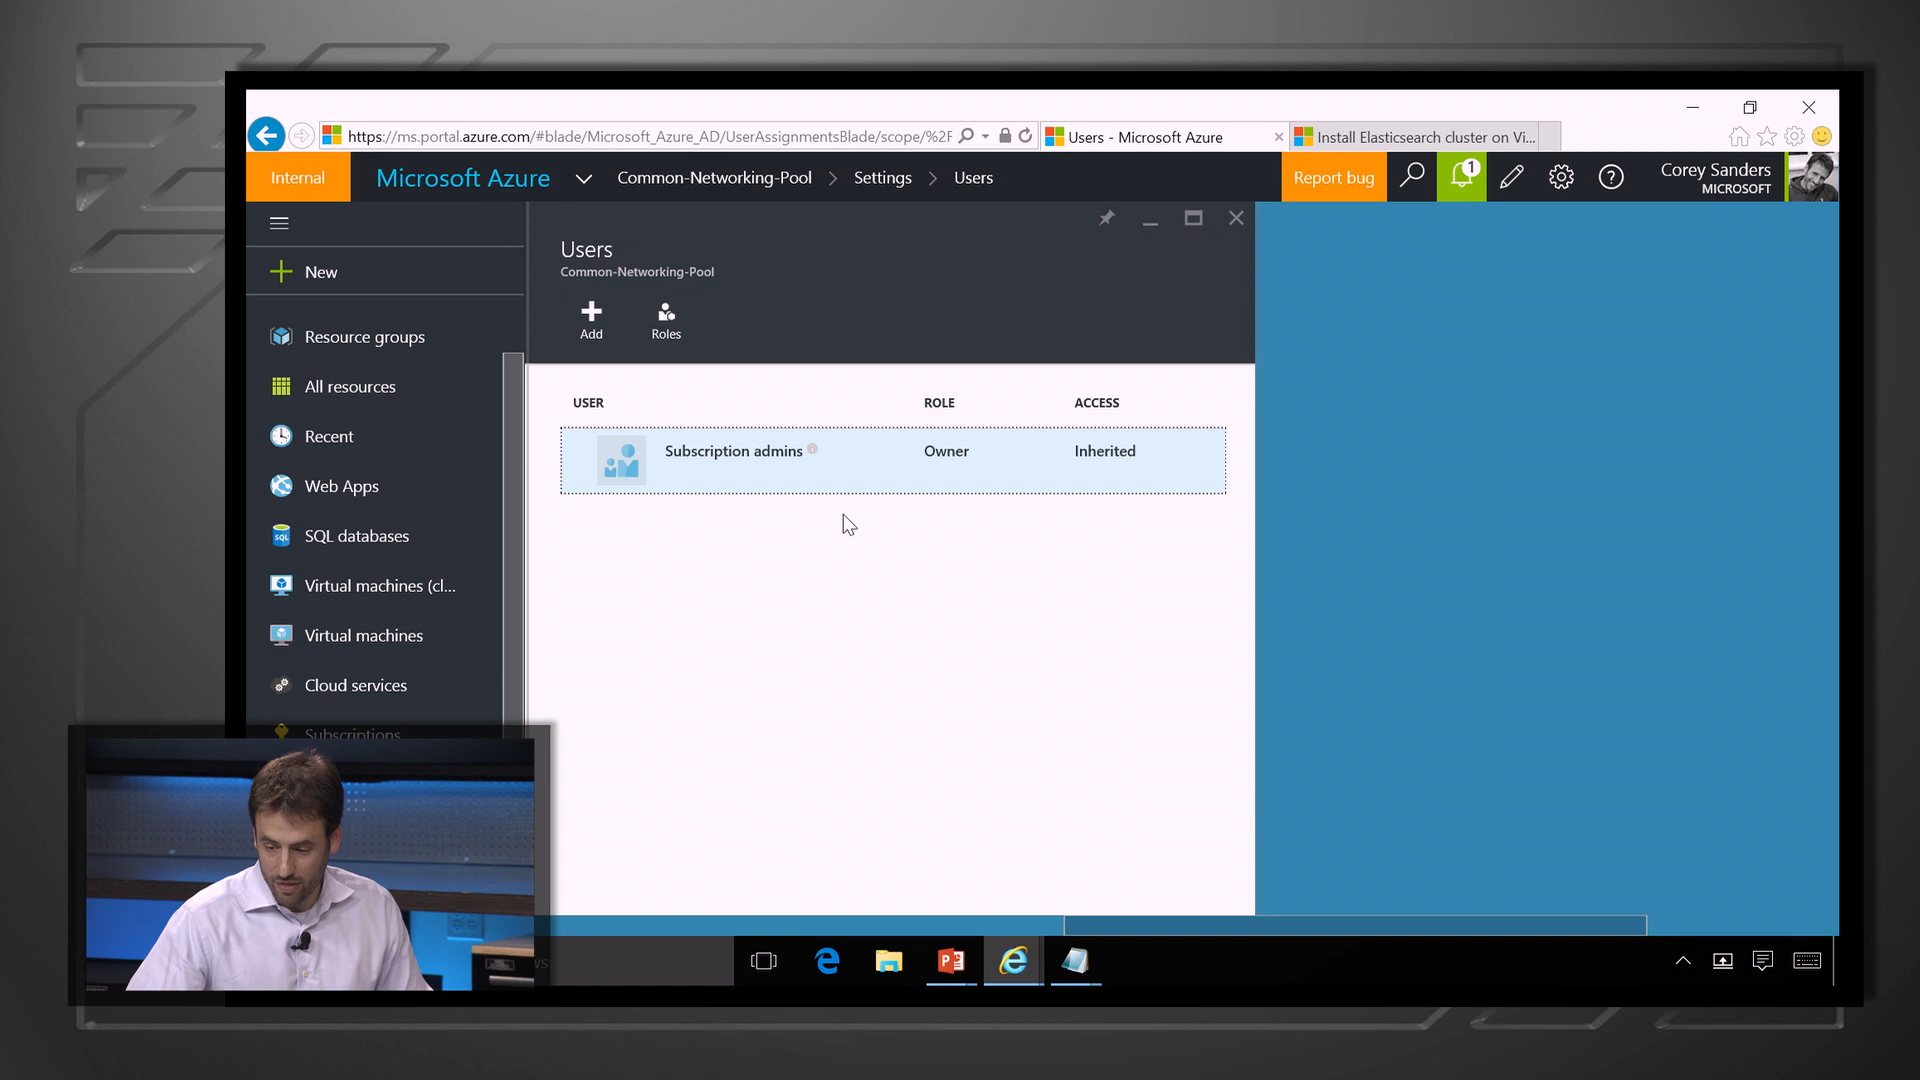 https://ms.portal.azure.com/#blade/Microsoft_Azure_AD/UserAssignmentsBlade/scope/%2F
Users - Microsoft Azure
Install Elasticsearch cluster on Vi...
Internal
Microsoft Azure
Common-Networking-Pool
Settings
Users
Report bug
1
Corey Sanders
MICROSOFT
Users
Common-Networking-Pool
New
Add
Roles
Resource groups
All resources
Recent
Web Apps
SQL databases
Virtual machines (cl...
Virtual machines
Cloud services
Subscriptions
USER ROLE ACCESS
Subscription admins Owner Inherited